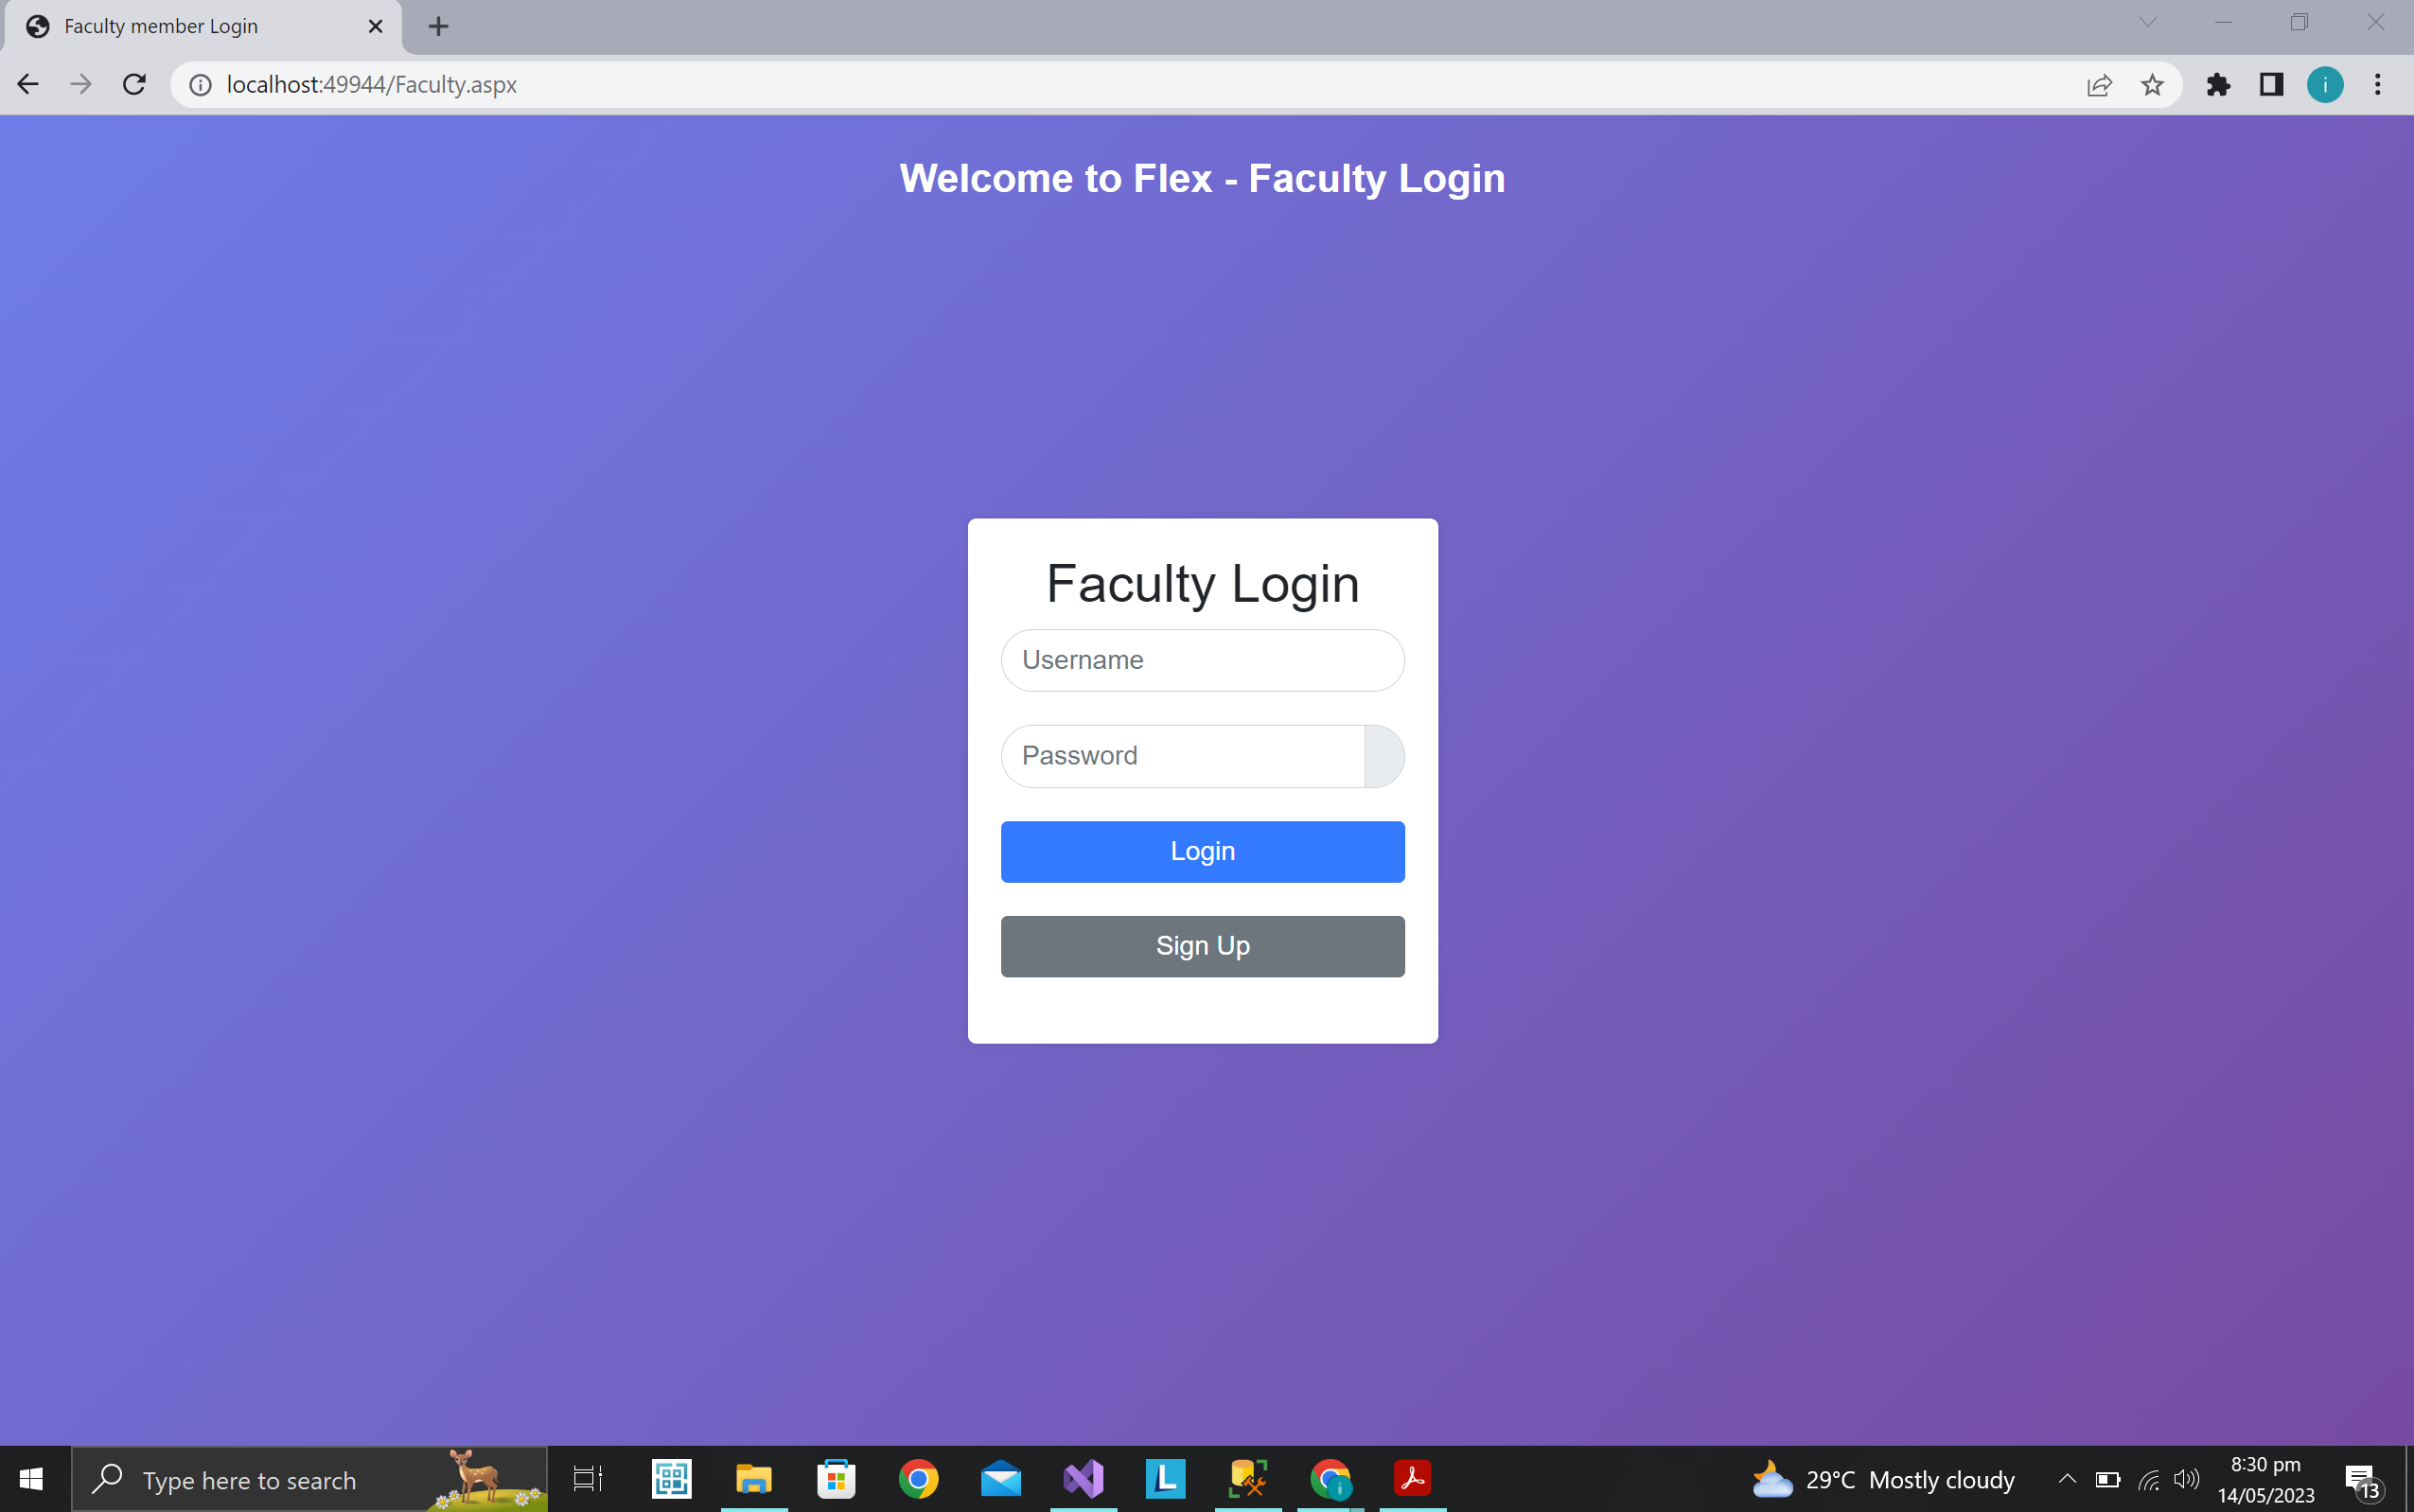 Faculty member Login
localhost:49944/Faculty.aspx
i
Welcome to Flex - Faculty Login
Faculty Login
Username
Password
Login
Sign Up
Type here to search
L
i
29°C Mostly cloudy
8:30 pm
14/05/2023
13